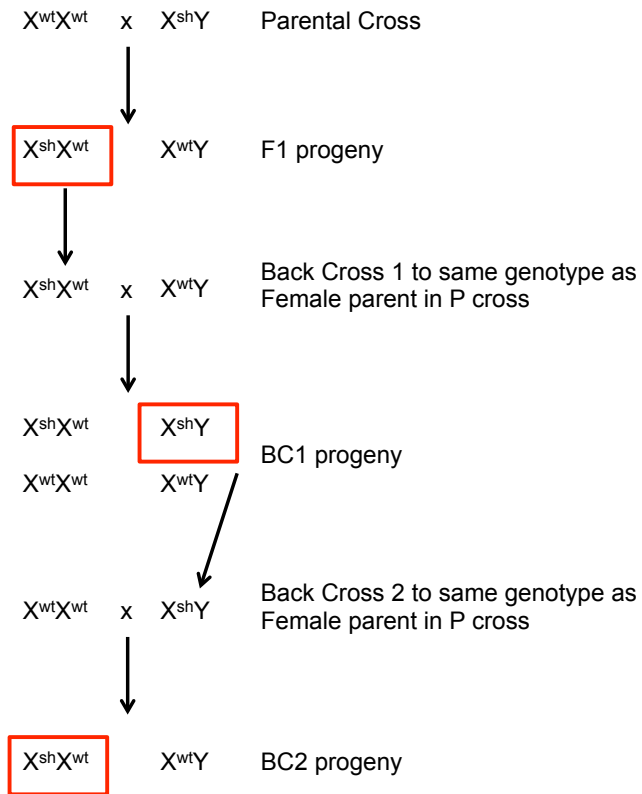 XwtXwt x XshY Parental Cross
XshXwt XwtY F1 progeny
XshXwt x XwtY Back Cross 1 to same genotype as
Female parent in P cross
XshXwt XshY
BC1 progeny
XwtXwt XwtY
XwtXwt x XshY Back Cross 2 to same genotype as
Female parent in P cross
XshXwt XwtY BC2 progeny